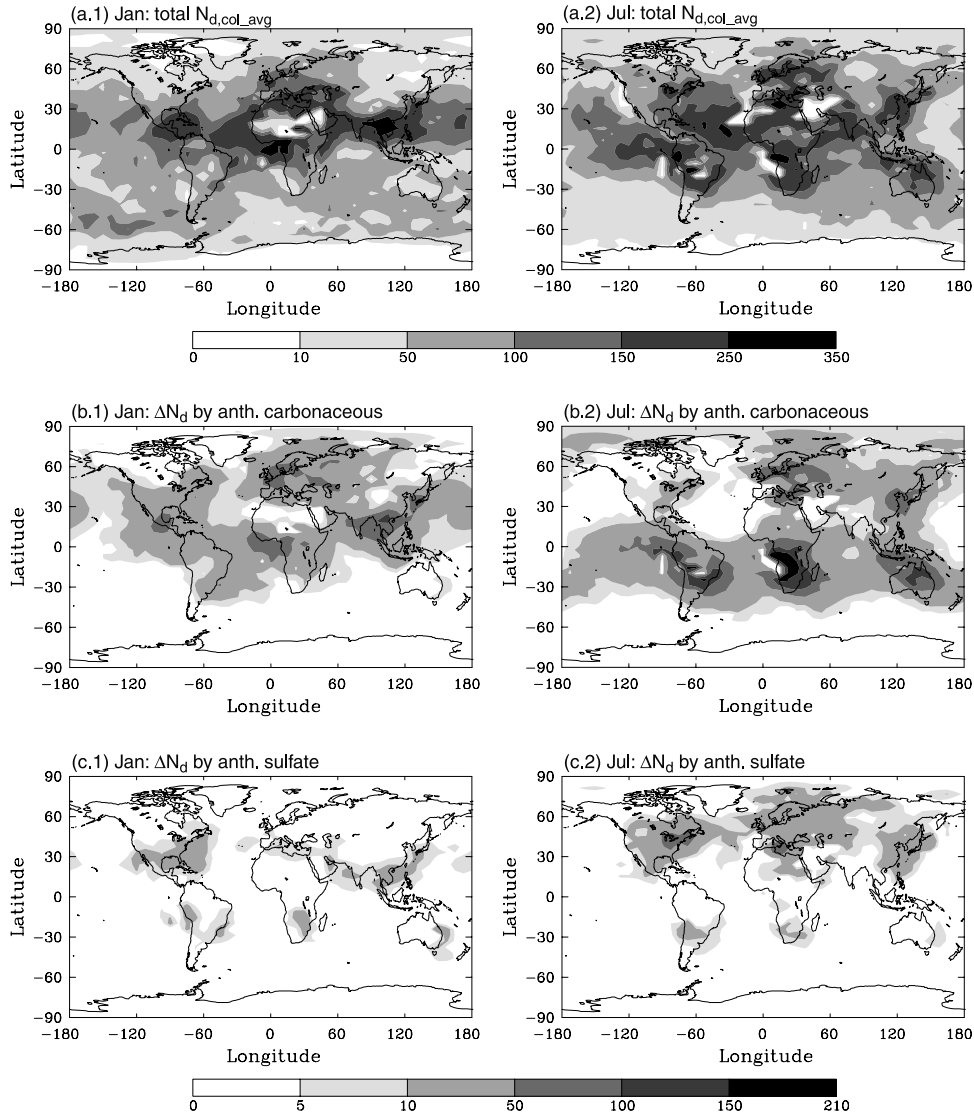 (a.1) Jan: total Nd,col_avg
90
60
30
0
−30
−60
−90
Latitude
−180 −120 −60 0 60 120 180
Longitude
(a.2) Jul: total Nd,col_avg
90
60
30
0
−30
−60
−90
Latitude
−180 −120 −60 0 60 120 180
Longitude
0 10 50 100 150 250 350
(b.1) Jan: ΔNd by anth. carbonaceous
90
60
30
0
−30
−60
−90
Latitude
−180 −120 −60 0 60 120 180
Longitude
(b.2) Jul: ΔNd by anth. carbonaceous
90
60
30
0
−30
−60
−90
Latitude
−180 −120 −60 0 60 120 180
Longitude
(c.1) Jan: ΔNd by anth. sulfate
90
60
30
0
−30
−60
−90
Latitude
−180 −120 −60 0 60 120 180
Longitude
(c.2) Jul: ΔNd by anth. sulfate
90
60
30
0
−30
−60
−90
Latitude
−180 −120 −60 0 60 120 180
Longitude
0 5 10 50 100 150 210